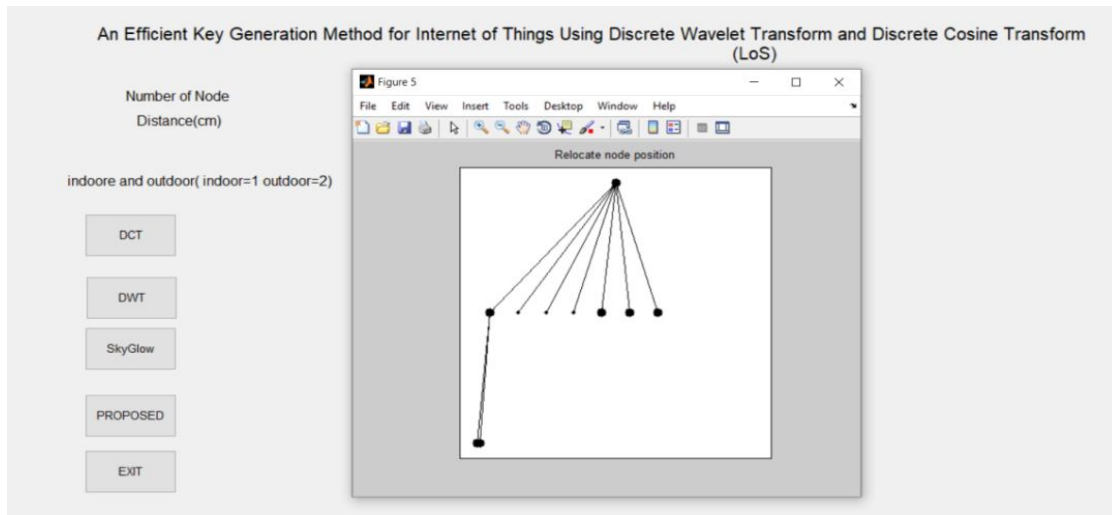 An Efficient Key Generation Method for Internet of Things Using Discrete Wavelet Transform and Discrete Cosine Transform
(LoS)
Number of Node
Distance(cm)
indoore and outdoor( indoor=1 outdoor=2)
DCT
DWT
SkyGlow
PROPOSED
EXIT
Figure 5
File Edit View Insert Tools Desktop Window Help
Relocate node position